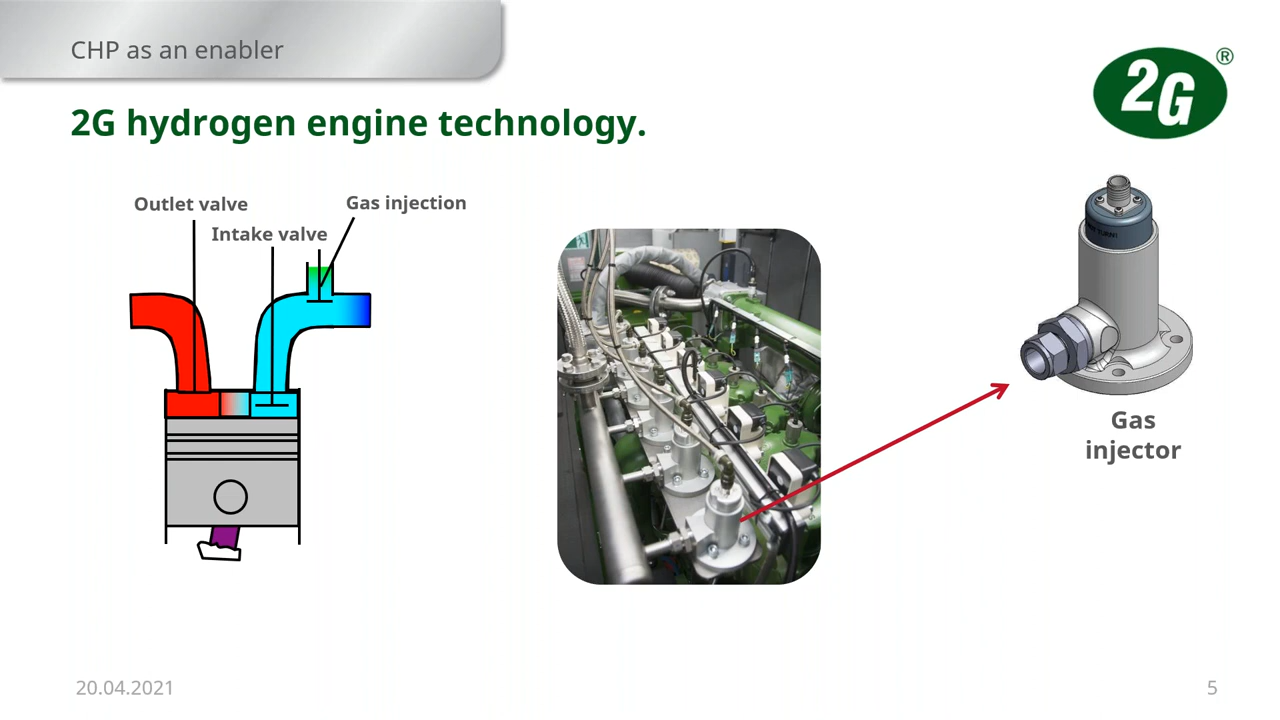 CHP as an enabler
2G®
2G hydrogen engine technology.
Outlet valve
Gas injection
Intake valve
Gas
injector
20.04.2021
5